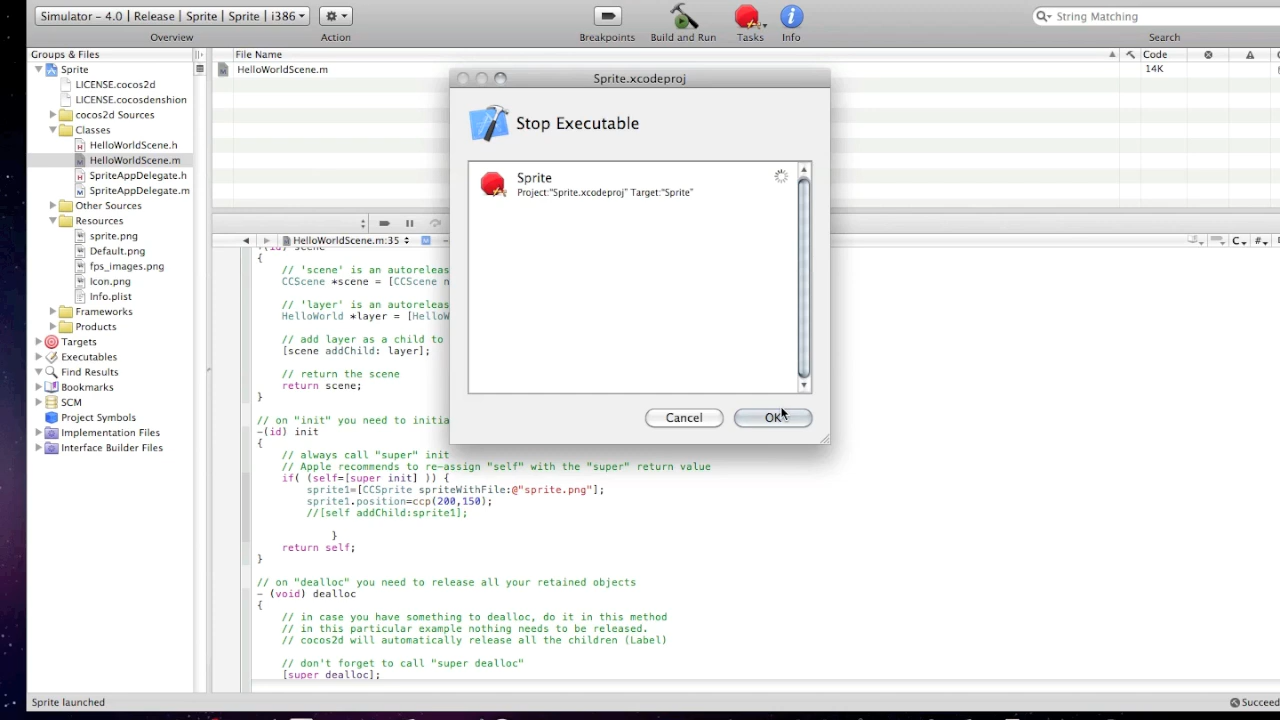 Simulator - 4.0 | Release | Sprite | Sprite | i386
Overview
Action
Breakpoints
Build and Run
Tasks
Info
String Matching
Search
Groups & Files
File Name
Code
Sprite
LICENSE.cocos2d
LICENSE.cocosdenshion
cocos2d Sources
Classes
HelloWorldScene.h
HelloWorldScene.m
SpriteAppDelegate.h
SpriteAppDelegate.m
Other Sources
Resources
sprite.png
Default.png
fps_images.png
Icon.png
Info.plist
Frameworks
Products
Targets
Executables
Find Results
Bookmarks
SCM
Project Symbols
Implementation Files
Interface Builder Files
HelloWorldScene.m
14K
Sprite.xcodeproj
Stop Executable
Sprite
Project:"Sprite.xcodeproj" Target:"Sprite"
Cancel
OK
HelloWorldScene.m:35
C
#
+(id) scene
{
// 'scene' is an autoreleas
CCScene *scene = [CCScene n
// 'layer' is an autoreleas
HelloWorld *layer = [HelloW
// add layer as a child to
[scene addChild: layer];
// return the scene
return scene;
}
// on "init" you need to initia
-(id) init
{
// always call "super" init
// Apple recommends to re-assign "self" with the "super" return value
if( (self=[super init] )) {
sprite1=[CCSprite spriteWithFile:@"sprite.png"];
sprite1.position=ccp(200,150);
//[self addChild:sprite1];
}
return self;
}
// on "dealloc" you need to release all your retained objects
- (void) dealloc
{
// in case you have something to dealloc, do it in this method
// in this particular example nothing needs to be released.
// cocos2d will automatically release all the children (Label)
// don't forget to call "super dealloc"
[super dealloc];
Sprite launched
Succeed